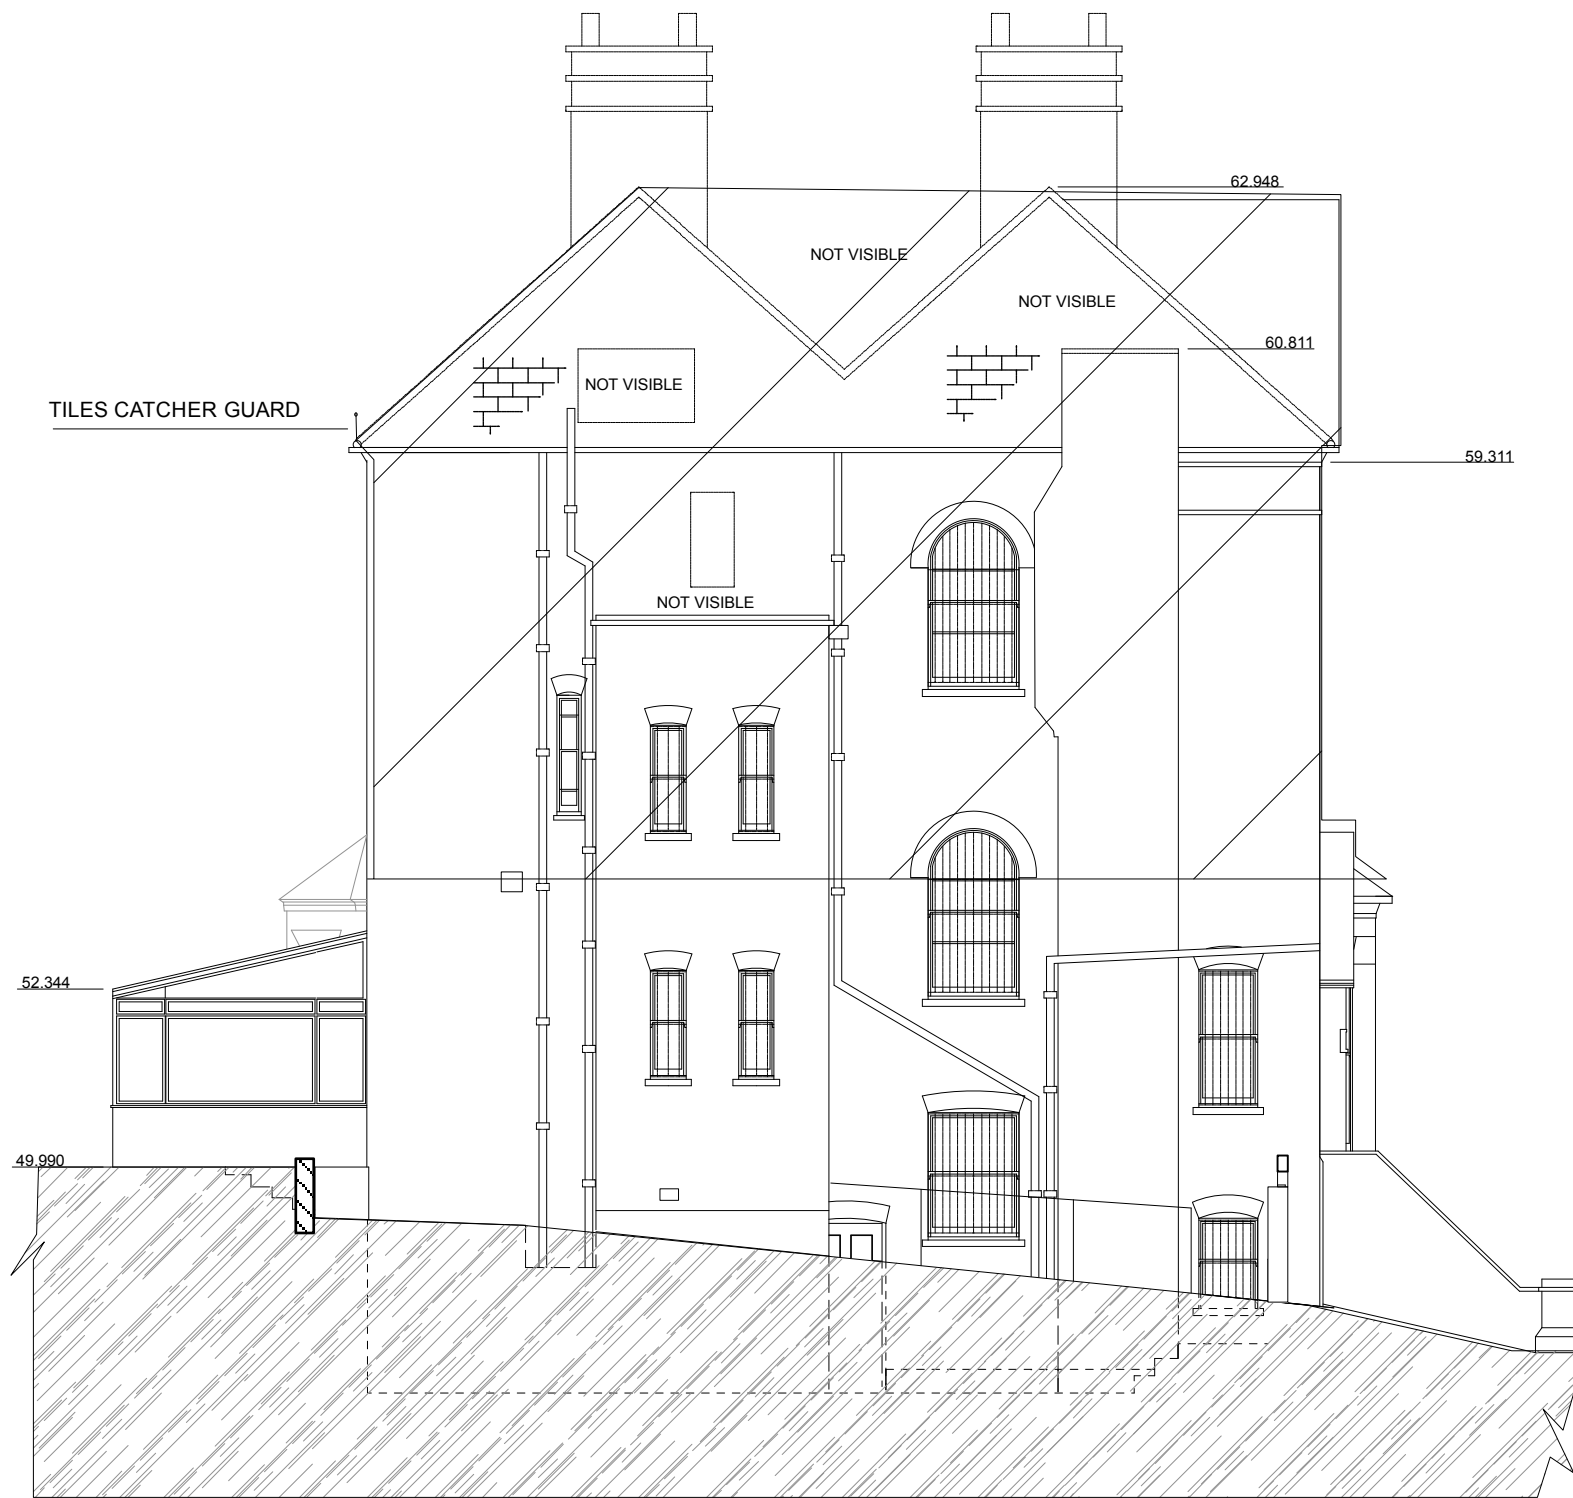 62.948
NOT VISIBLE
NOT VISIBLE
60.811
NOT VISIBLE
TILES CATCHER GUARD
59.311
NOT VISIBLE
52.344
49.990